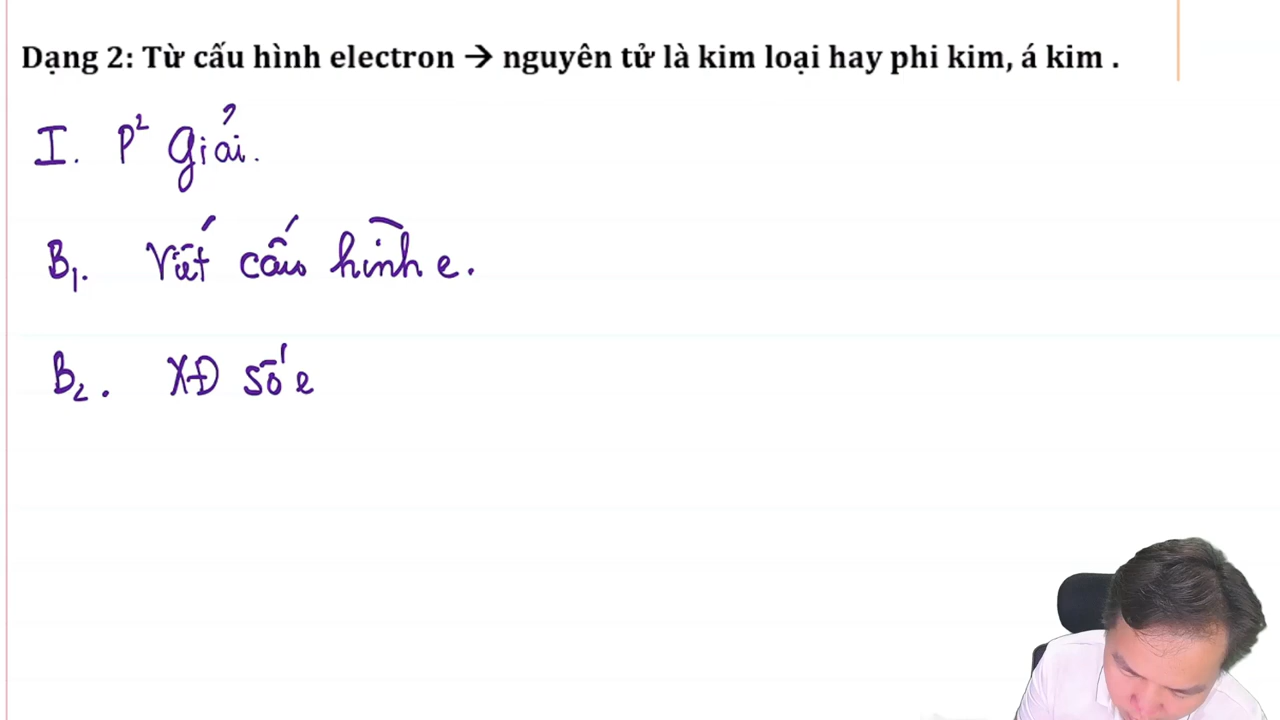 Dạng 2: Từ cấu hình electron → nguyên tử là kim loại hay phi kim, á kim .
I. P² Giải.
B₁. Viết cấu hình e.
B₂. XĐ số e